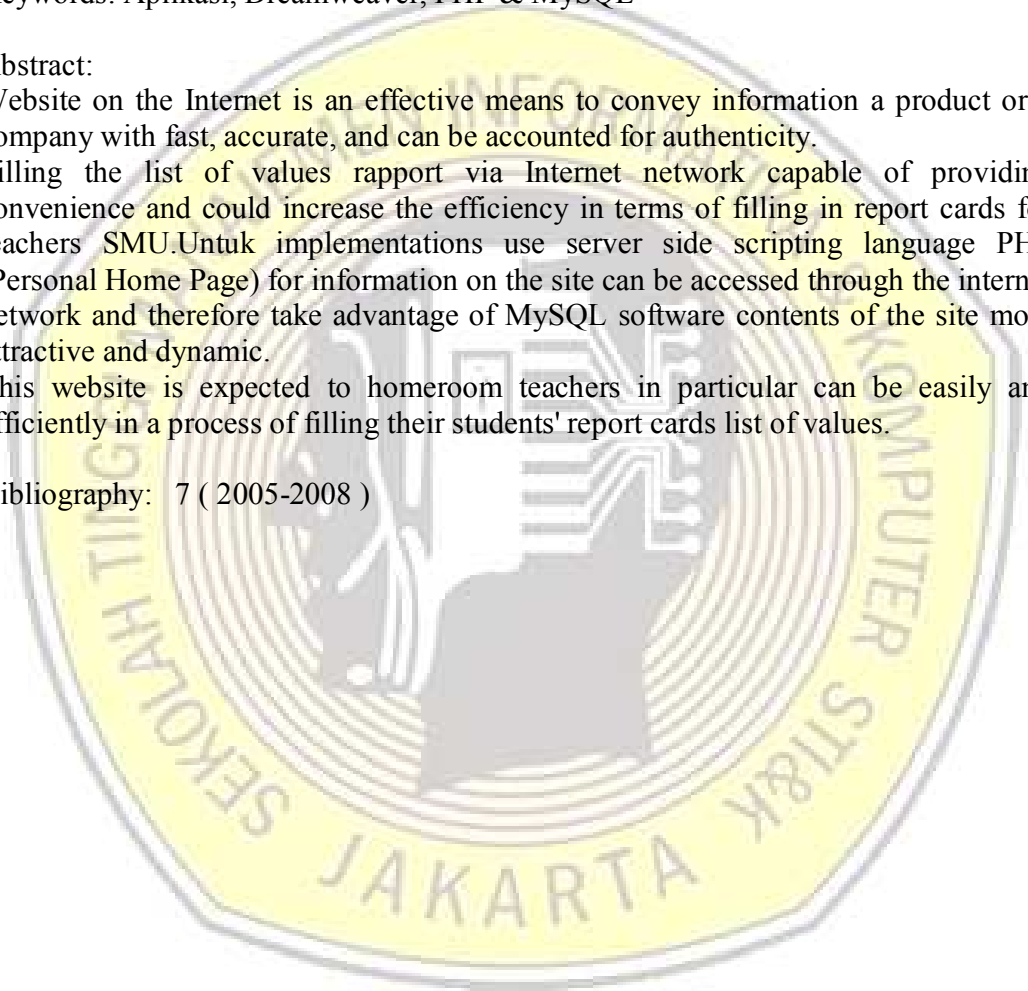 eywords: Aplikasi, Dreamweaver, PHP & MySQL
bstract:
Website on the Internet is an effective means to convey information a product or
ompany with fast, accurate, and can be accounted for authenticity.
illing the list of values rapport via Internet network capable of providin
onvenience and could increase the efficiency in terms of filling in report cards f
eachers SMU.Untuk implementations use server side scripting language PH
Personal Home Page) for information on the site can be accessed through the intern
etwork and therefore take advantage of MySQL software contents of the site mo
ttractive and dynamic.
his website is expected to homeroom teachers in particular can be easily an
fficiently in a process of filling their students' report cards list of values.
ibliography: 7 ( 2005-2008 )
SEKOLAH TINGGI MANAJEMEN INFORMATIKA & KOMPUTER STI&K
JAKARTA